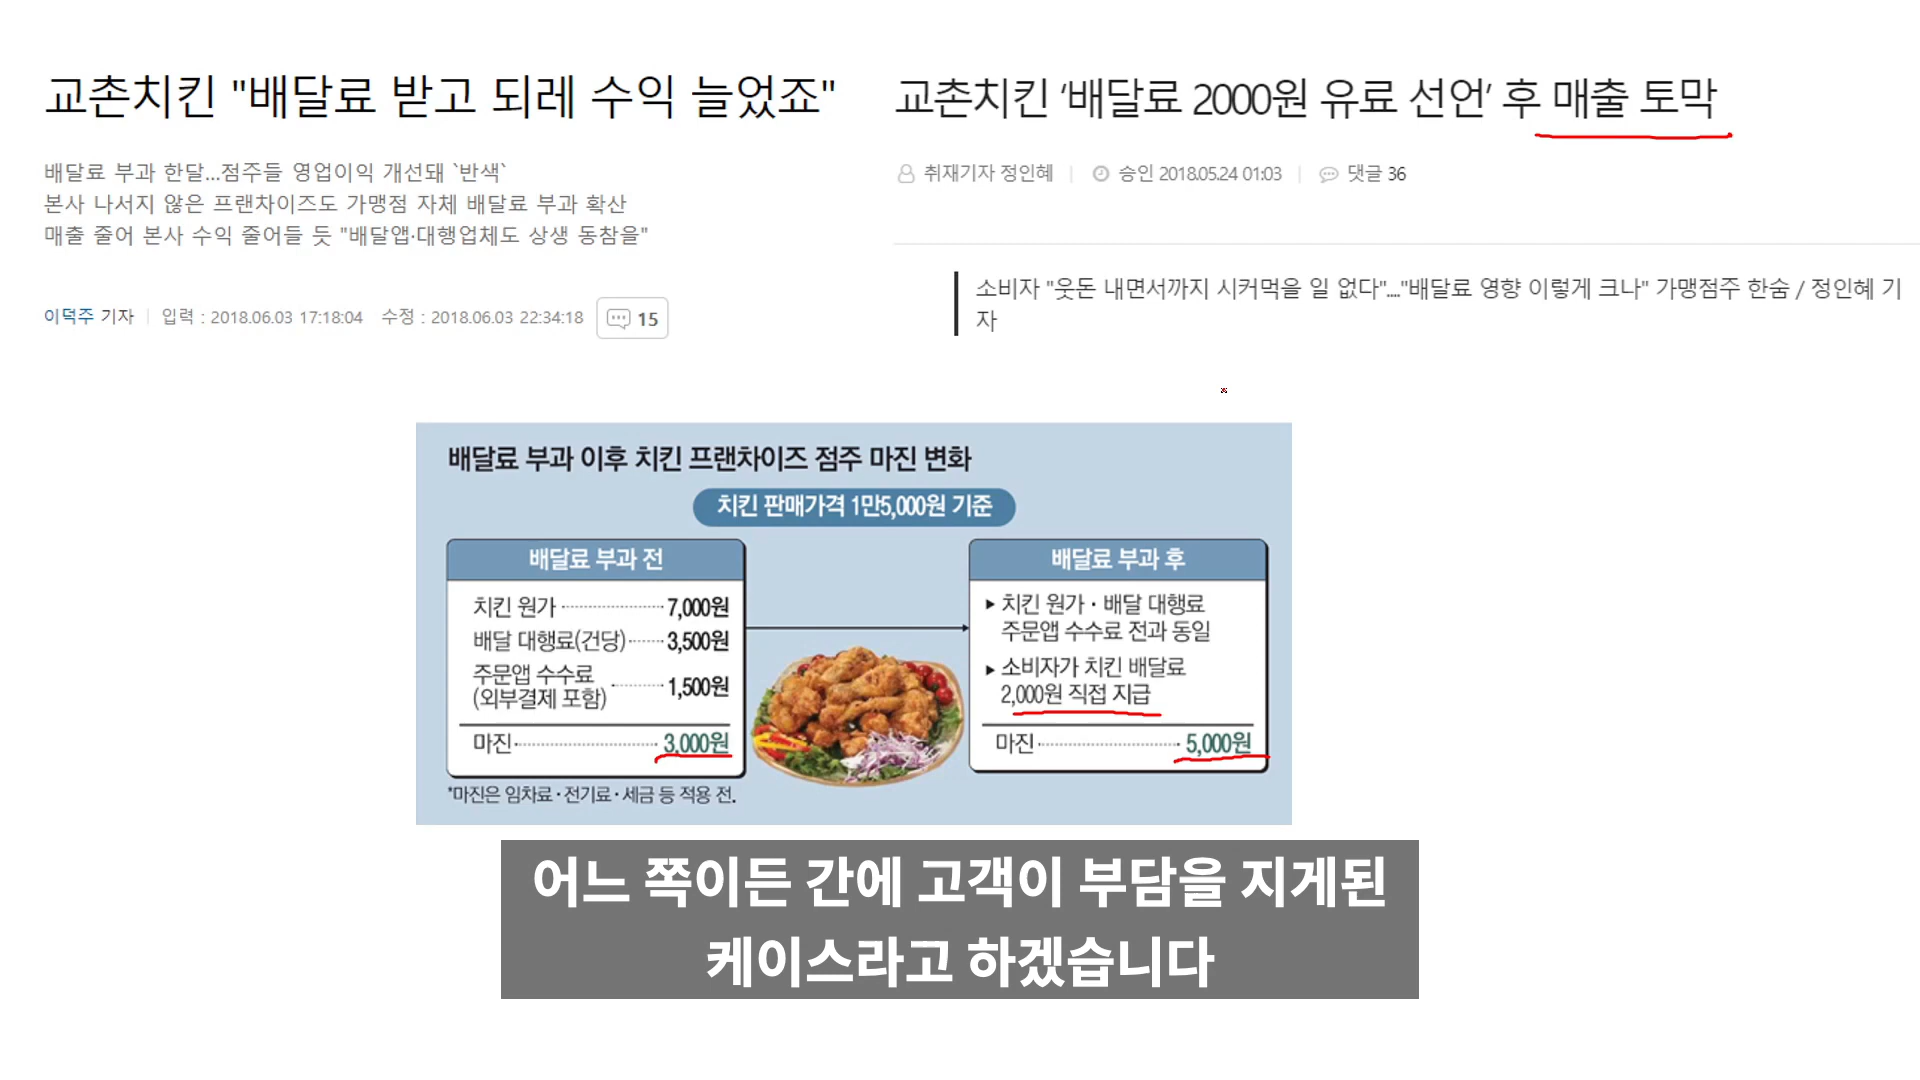 교촌치킨 "배달료 받고 되레 수익 늘었죠"
배달료 부과 한달...점주들 영업이익 개선돼 `반색`
본사 나서지 않은 프랜차이즈도 가맹점 자체 배달료 부과 확산
매출 줄어 본사 수익 줄어들 듯 "배달앱·대행업체도 상생 동참을"
이덕주 기자 | 입력 : 2018.06.03 17:18:04 수정 : 2018.06.03 22:34:18 15
교촌치킨 ‘배달료 2000원 유료 선언’ 후 매출 토막
취재기자 정인혜 | 승인 2018.05.24 01:03 | 댓글 36
소비자 "웃돈 내면서까지 시켜먹을 일 없다"..."배달료 영향 이렇게 크나" 가맹점주 한숨 / 정인혜 기
자
배달료 부과 이후 치킨 프랜차이즈 점주 마진 변화
치킨 판매가격 1만5,000원 기준
배달료 부과 전
치킨 원가 7,000원
배달 대행료(건당) 3,500원
주문앱 수수료
(외부결제 포함) 1,500원
마진 3,000원
*마진은 임차료·전기료·세금 등 적용 전.
배달료 부과 후
▶ 치킨 원가·배달 대행료
주문앱 수수료 전과 동일
▶ 소비자가 치킨 배달료
2,000원 직접 지급
마진 5,000원
어느 쪽이든 간에 고객이 부담을 지게된
케이스라고 하겠습니다